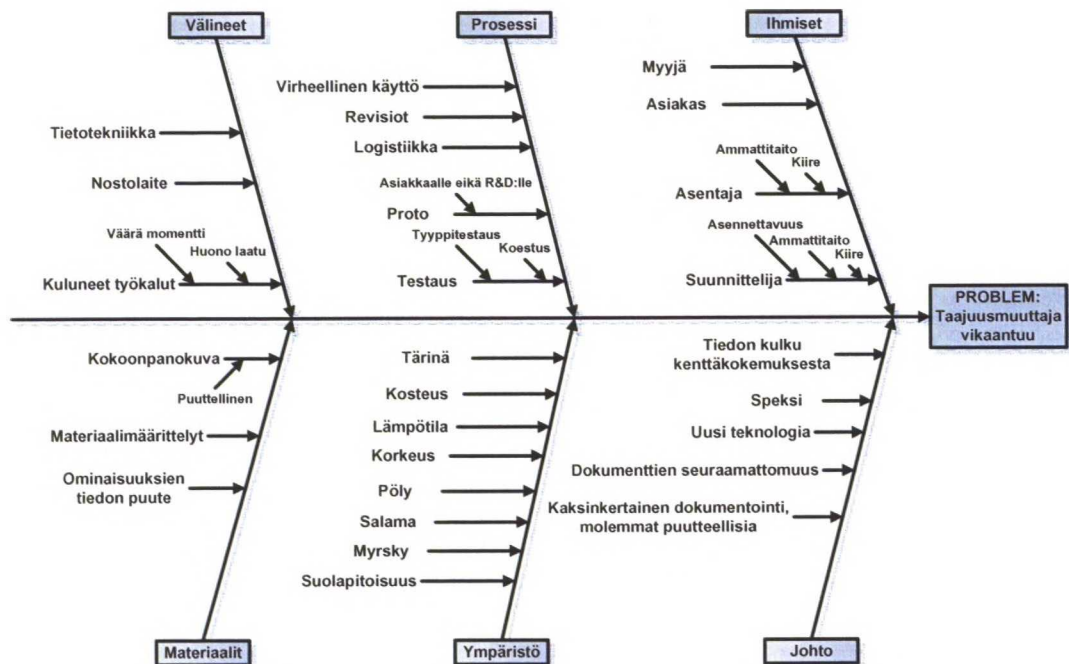 Välineet
Prosessi
Ihmiset
Tietotekniikka
Nostolaite
Väärä momentti
Huono laatu
Kuluneet työkalut
Virheellinen käyttö
Revisiot
Logistiikka
Asiakkaalle eikä R&D:lle
Proto
Tyyppitestaus
Koestus
Testaus
Myyjä
Asiakas
Ammattitaito
Kiire
Asentaja
Asennettavuus
Ammattitaito
Kiire
Suunnittelija
PROBLEM:
Taajuusmuuttaja
vikaantuu
Kokoonpanokuva
Puuttellinen
Materiaalimäärittelyt
Ominaisuuksien
tiedon puute
Tärinä
Kosteus
Lämpötila
Korkeus
Pöly
Salama
Myrsky
Suolapitoisuus
Tiedon kulku
kenttäkokemuksesta
Speksi
Uusi teknologia
Dokumenttien seuraamattomuus
Kaksinkertainen dokumentointi,
molemmat puutteellisia
Materiaalit
Ympäristö
Johto